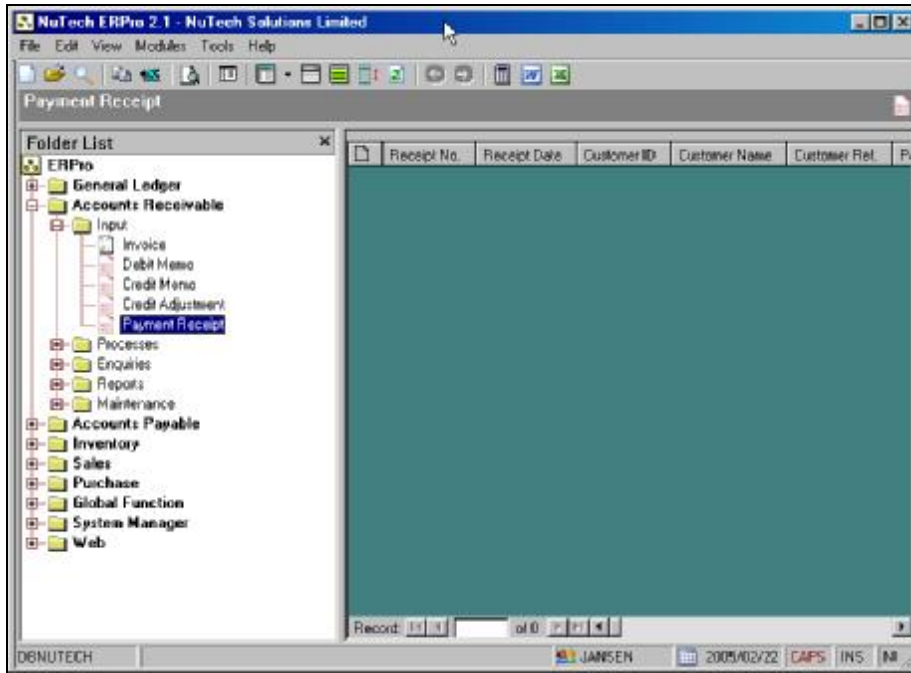 NuTech ERPro 2.1 - NuTech Solutions Limited
File Edit View Modules Tools Help
Payment Receipt
Folder List
ERPro
General Ledger
Accounts Receivable
Input
Invoice
Debit Memo
Credit Memo
Credit Adjustment
Payment Receipt
Processes
Enquiries
Reports
Maintenance
Accounts Payable
Inventory
Sales
Purchase
Global Function
System Manager
Web
Receipt No. Receipt Date Customer ID Customer Name Customer Ref.
Record: of 0
DBNUTECH JANSEN 2005/02/22 CAPS INS